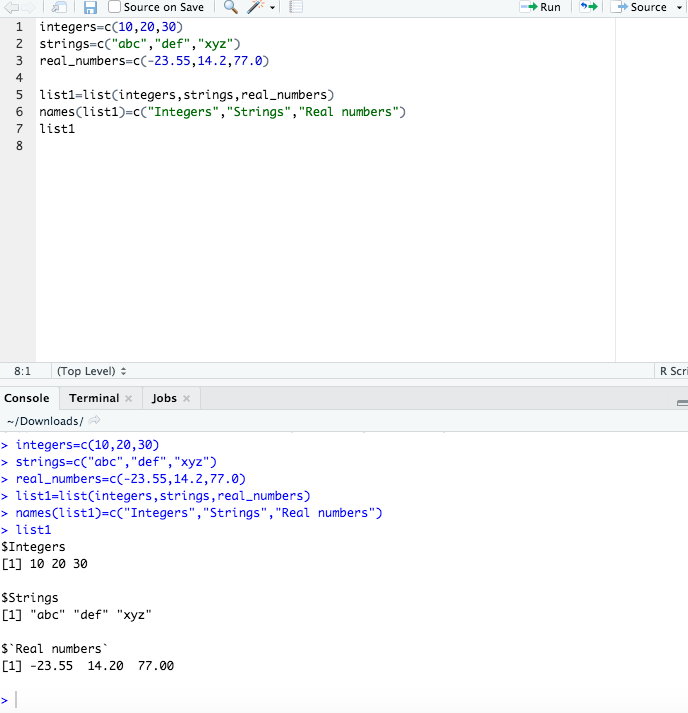 Source on Save Run Source
1 integers=c(10,20,30)
2 strings=c("abc","def","xyz")
3 real_numbers=c(-23.55,14.2,77.0)
4
5 list1=list(integers,strings,real_numbers)
6 names(list1)=c("Integers","Strings","Real numbers")
7 list1
8
8:1 (Top Level) R Scri
Console Terminal Jobs
~/Downloads/
> integers=c(10,20,30)
> strings=c("abc","def","xyz")
> real_numbers=c(-23.55,14.2,77.0)
> list1=list(integers,strings,real_numbers)
> names(list1)=c("Integers","Strings","Real numbers")
> list1
$Integers
[1] 10 20 30
$Strings
[1] "abc" "def" "xyz"
$`Real numbers`
[1] -23.55  14.20  77.00
>